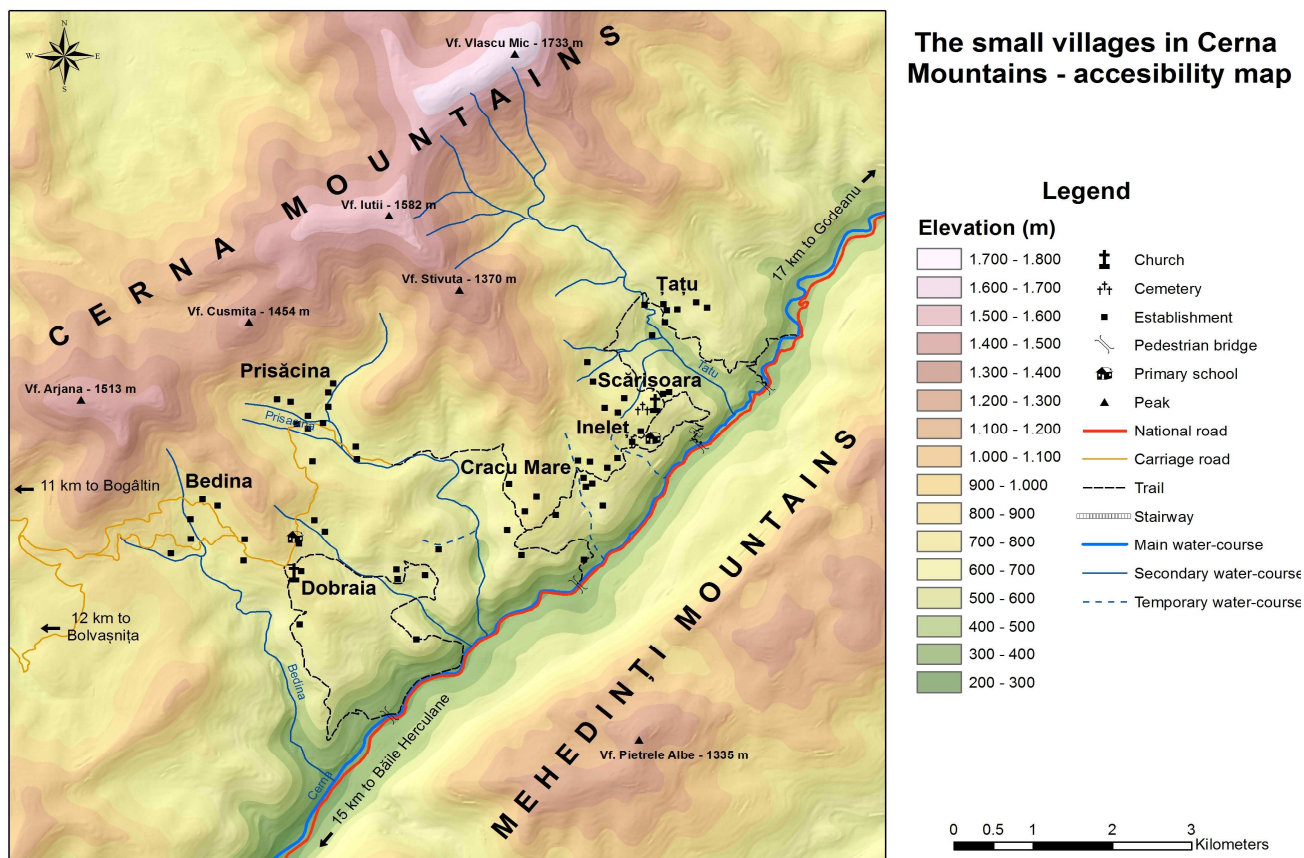 The small villages in Cerna
Mountains - accesibility map
N
W
E
S
Vf. Vlascu Mic - 1733 m
CERNA MOUNTAINS
Vf. Iutii - 1582 m
17 km to Godeanu
Vf. Stivuta - 1370 m
Țațu
Vf. Cusmita - 1454 m
Prisăcina
Tatu
Scărișoara
Vf. Arjana - 1513 m
Prisacina
Inelet
Cracu Mare
11 km to Bogâltin
Bedina
Dobraia
12 km to
Bolvașnița
Bedina
MEHEDINȚI MOUNTAINS
Vf. Pietrele Albe - 1335 m
Cerna
15 km to Băile Herculane
Legend
Elevation (m)
1.700 - 1.800
1.600 - 1.700
1.500 - 1.600
1.400 - 1.500
1.300 - 1.400
1.200 - 1.300
1.100 - 1.200
1.000 - 1.100
900 - 1.000
800 - 900
700 - 800
600 - 700
500 - 600
400 - 500
300 - 400
200 - 300
Church
Cemetery
Establishment
Pedestrian bridge
Primary school
Peak
National road
Carriage road
Trail
Stairway
Main water-course
Secondary water-course
Temporary water-course
0 0.5 1 2 3
Kilometers